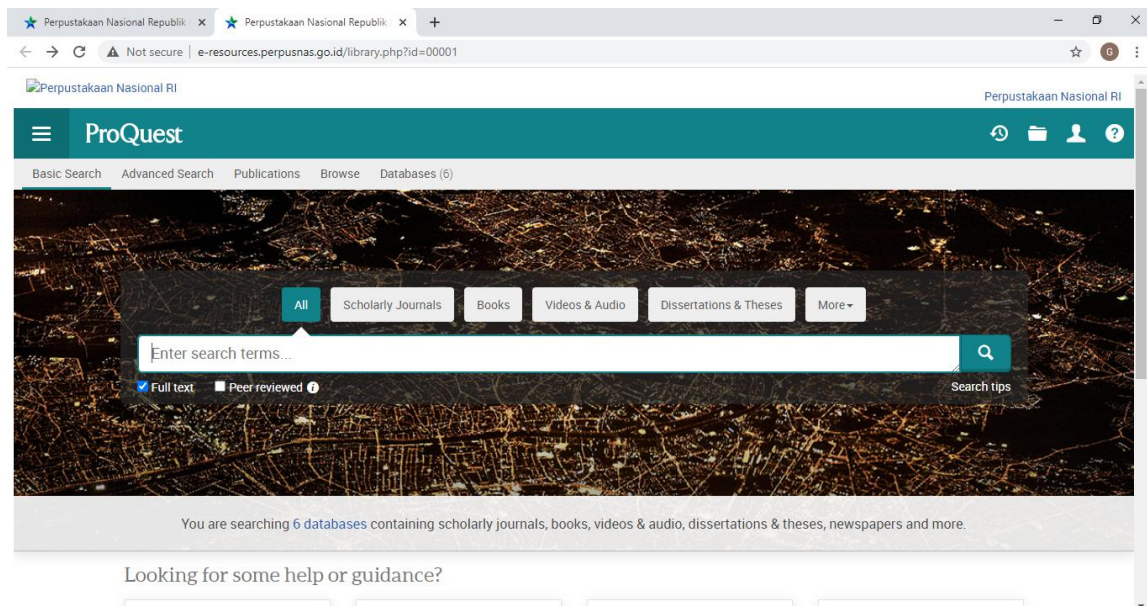 Perpustakaan Nasional Republik
Perpustakaan Nasional Republik
Not secure | e-resources.perpusnas.go.id/library.php?id=00001
G
Perpustakaan Nasional RI
Perpustakaan Nasional RI
ProQuest
Basic Search Advanced Search Publications Browse Databases (6)
All Scholarly Journals Books Videos & Audio Dissertations & Theses More
Enter search terms...
Full text Peer reviewed Search tips
You are searching 6 databases containing scholarly journals, books, videos & audio, dissertations & theses, newspapers and more.
Looking for some help or guidance?